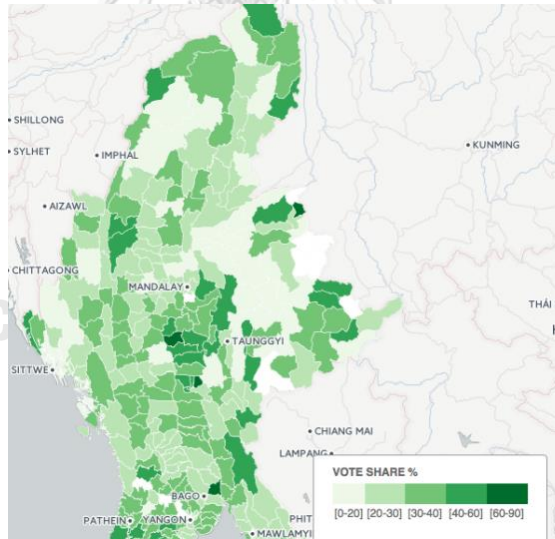 SHILLONG
SYLHET
IMPHAL
KUNMING
AIZAWL
CHITTAGONG
MANDALAY
THÁI
TAUNGGYI
SITTWE
CHIANG MAI
LAMPANG
VOTE SHARE %
[0-20] [20-30] [30-40] [40-60] [60-90]
BAGO
PATHEIN
YANGON
PHIT
MAWLAMYI